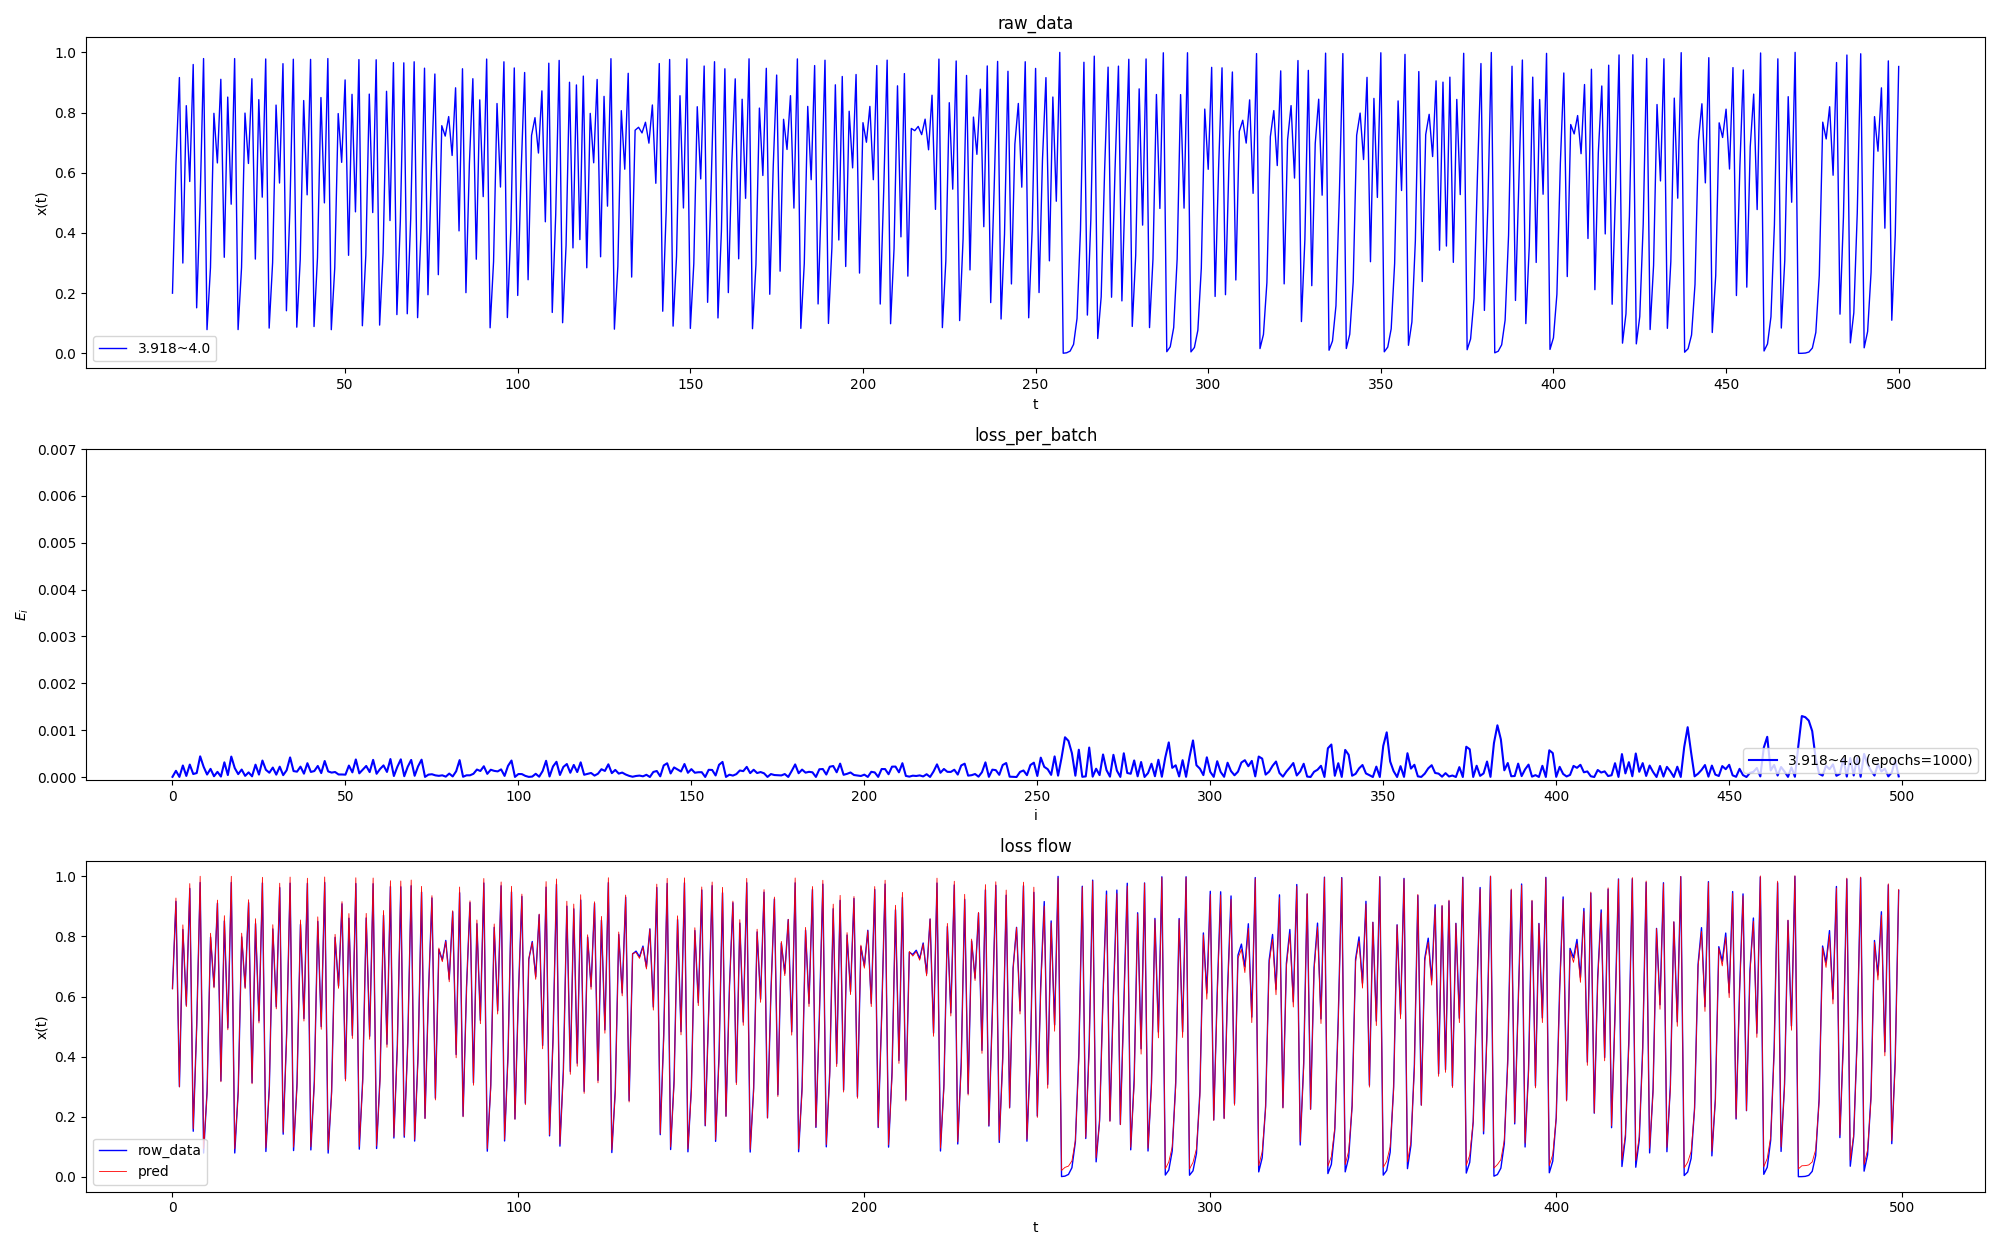 raw_data
1.0
0.8
0.6
0.4
0.2
0.0
x(t)
3.918~4.0
50 100 150 200 250 300 350 400 450 500
t
loss_per_batch
0.007
0.006
0.005
0.004
0.003
0.002
0.001
0.000
E_i
3.918~4.0 (epochs=1000)
0 50 100 150 200 250 300 350 400 450 500
i
loss flow
1.0
0.8
0.6
0.4
0.2
0.0
x(t)
row_data
pred
0 100 200 300 400 500
t